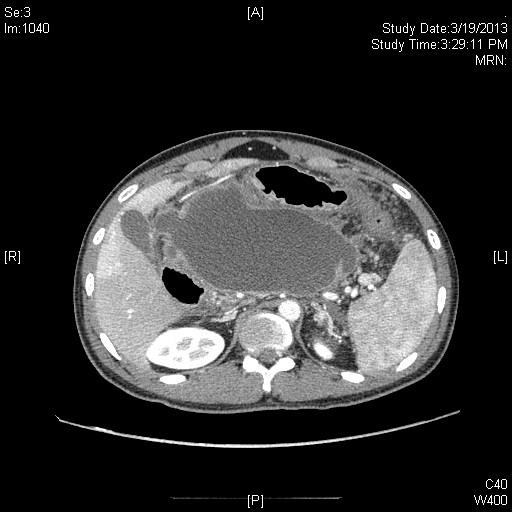 Se:3
Im:1040
[A]
Study Date:3/19/2013
Study Time:3:29:11 PM
MRN:
[R]
[L]
C40
W400
[P]